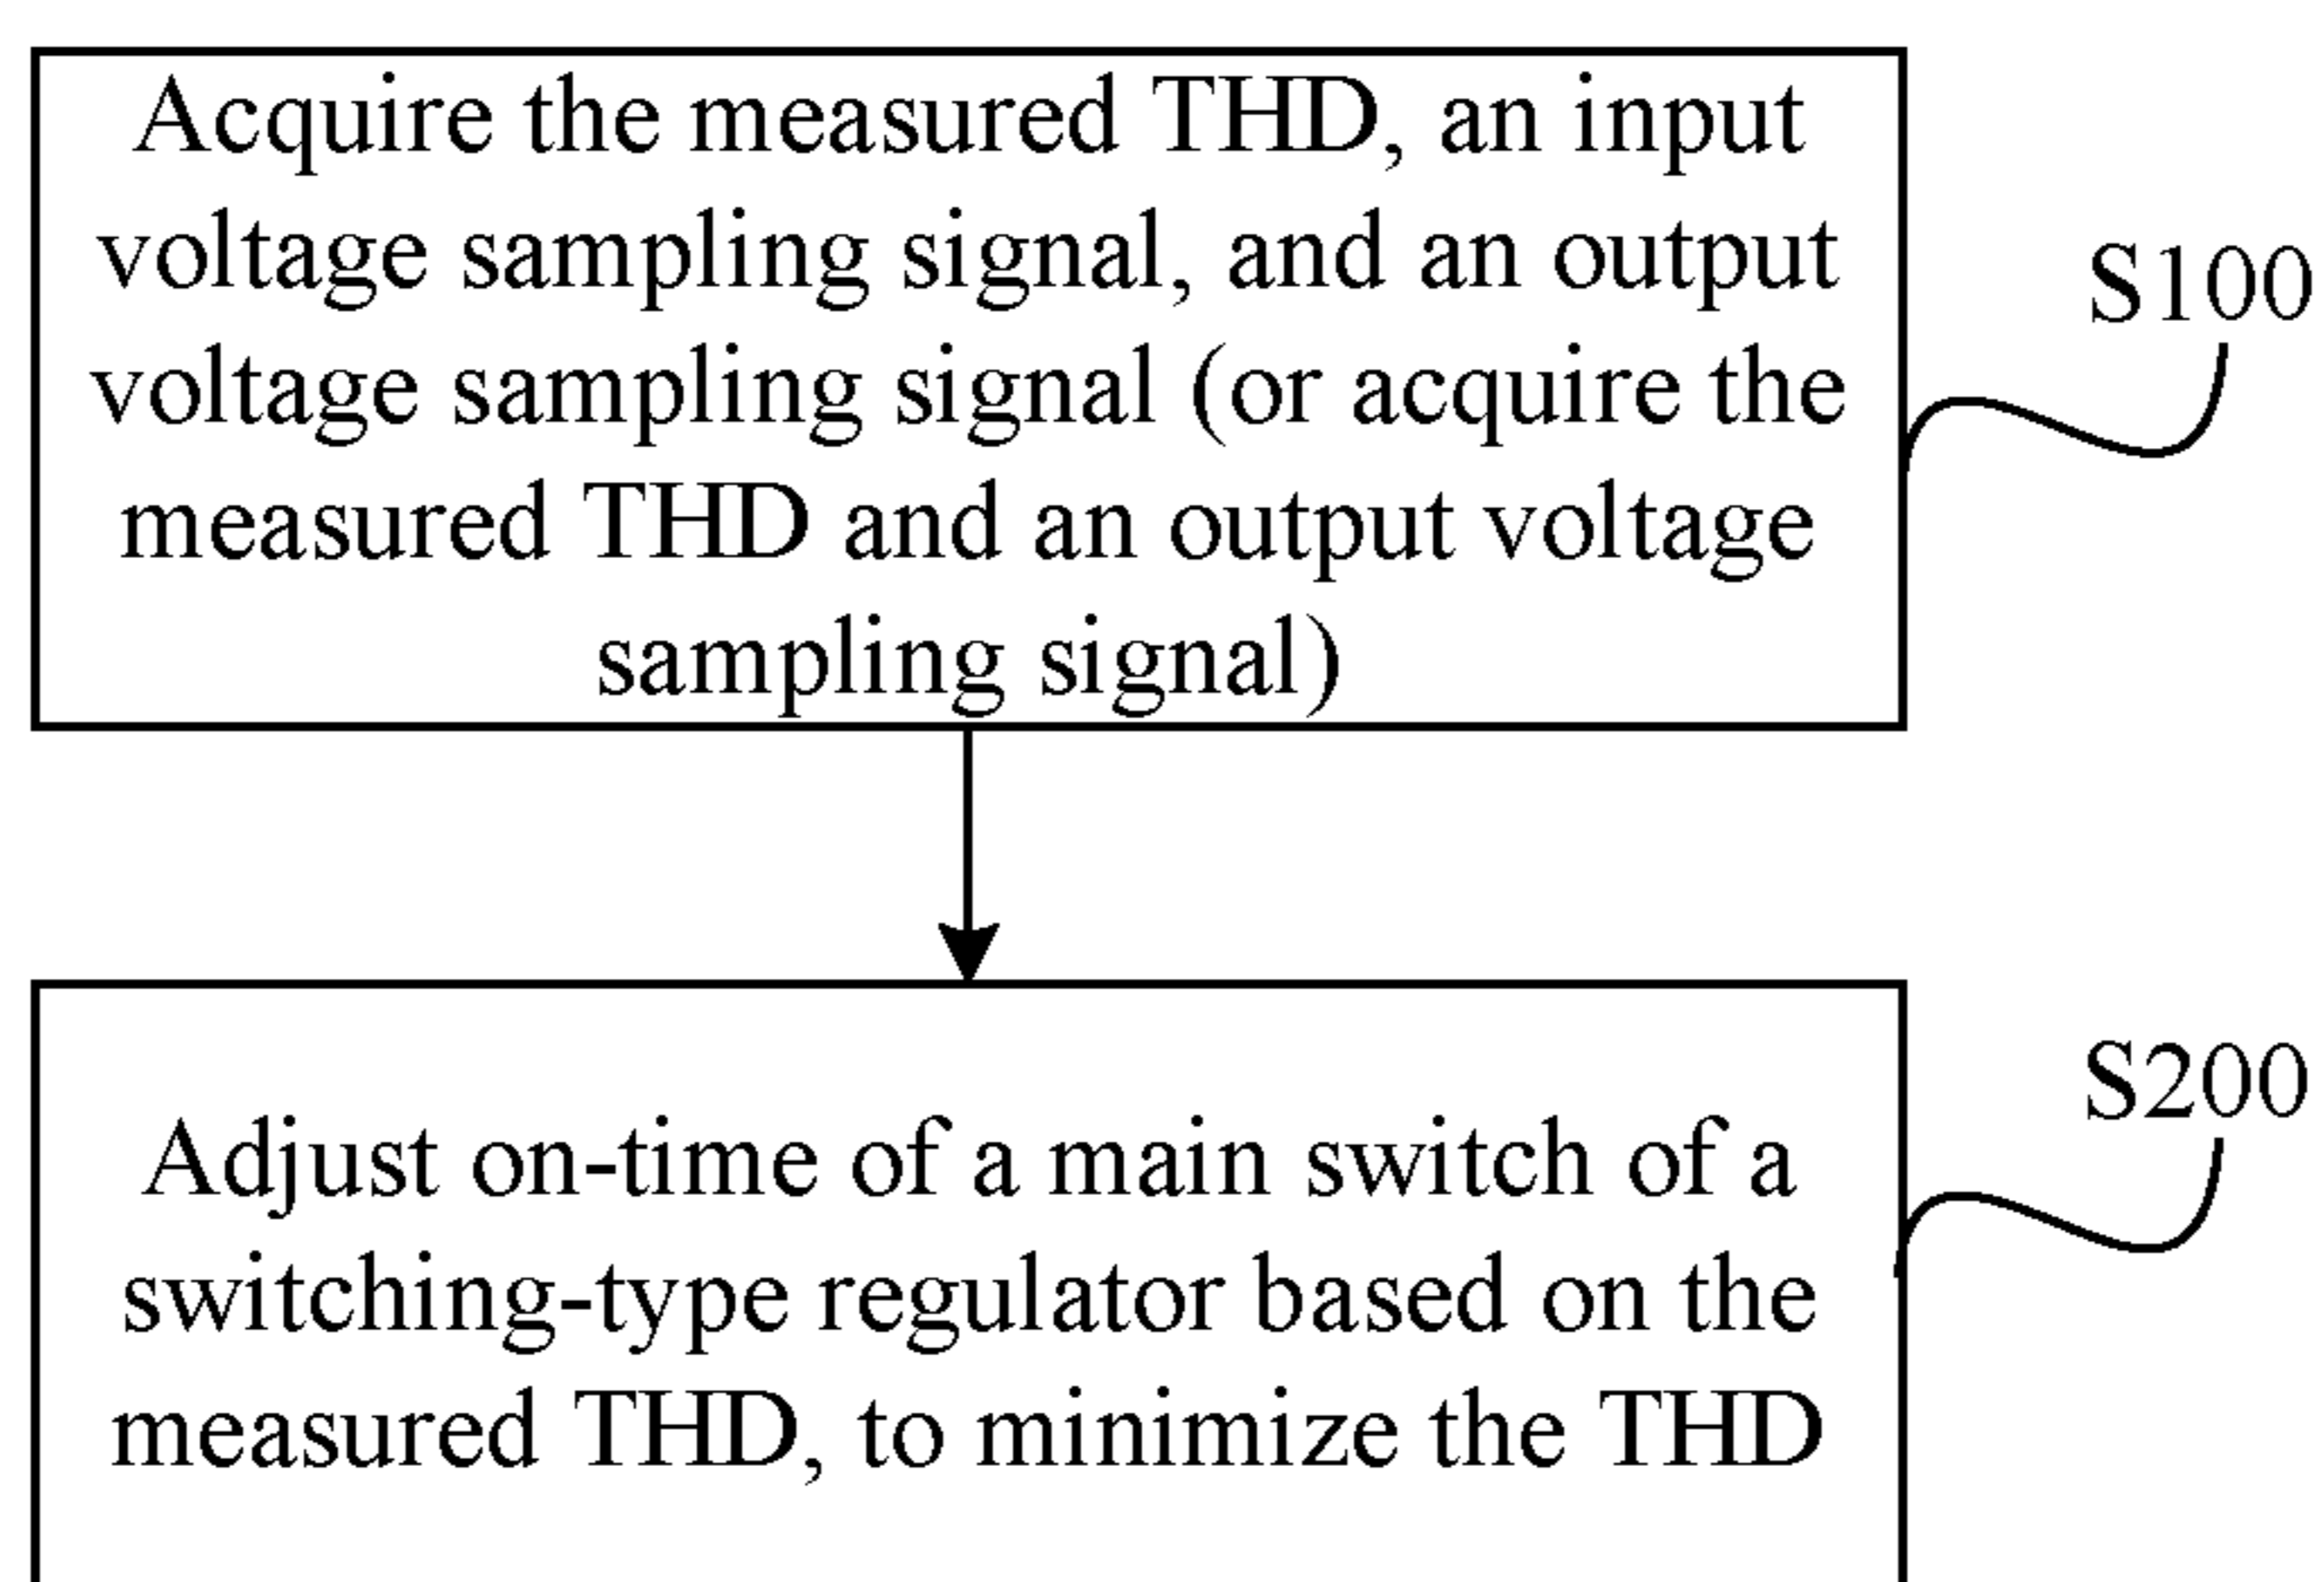 Acquire the measured THD, an input
voltage sampling signal, and an output
voltage sampling signal (or acquire the
measured THD and an output voltage
sampling signal)
S100
Adjust on-time of a main switch of a
switching-type regulator based on the
measured THD, to minimize the THD
S200